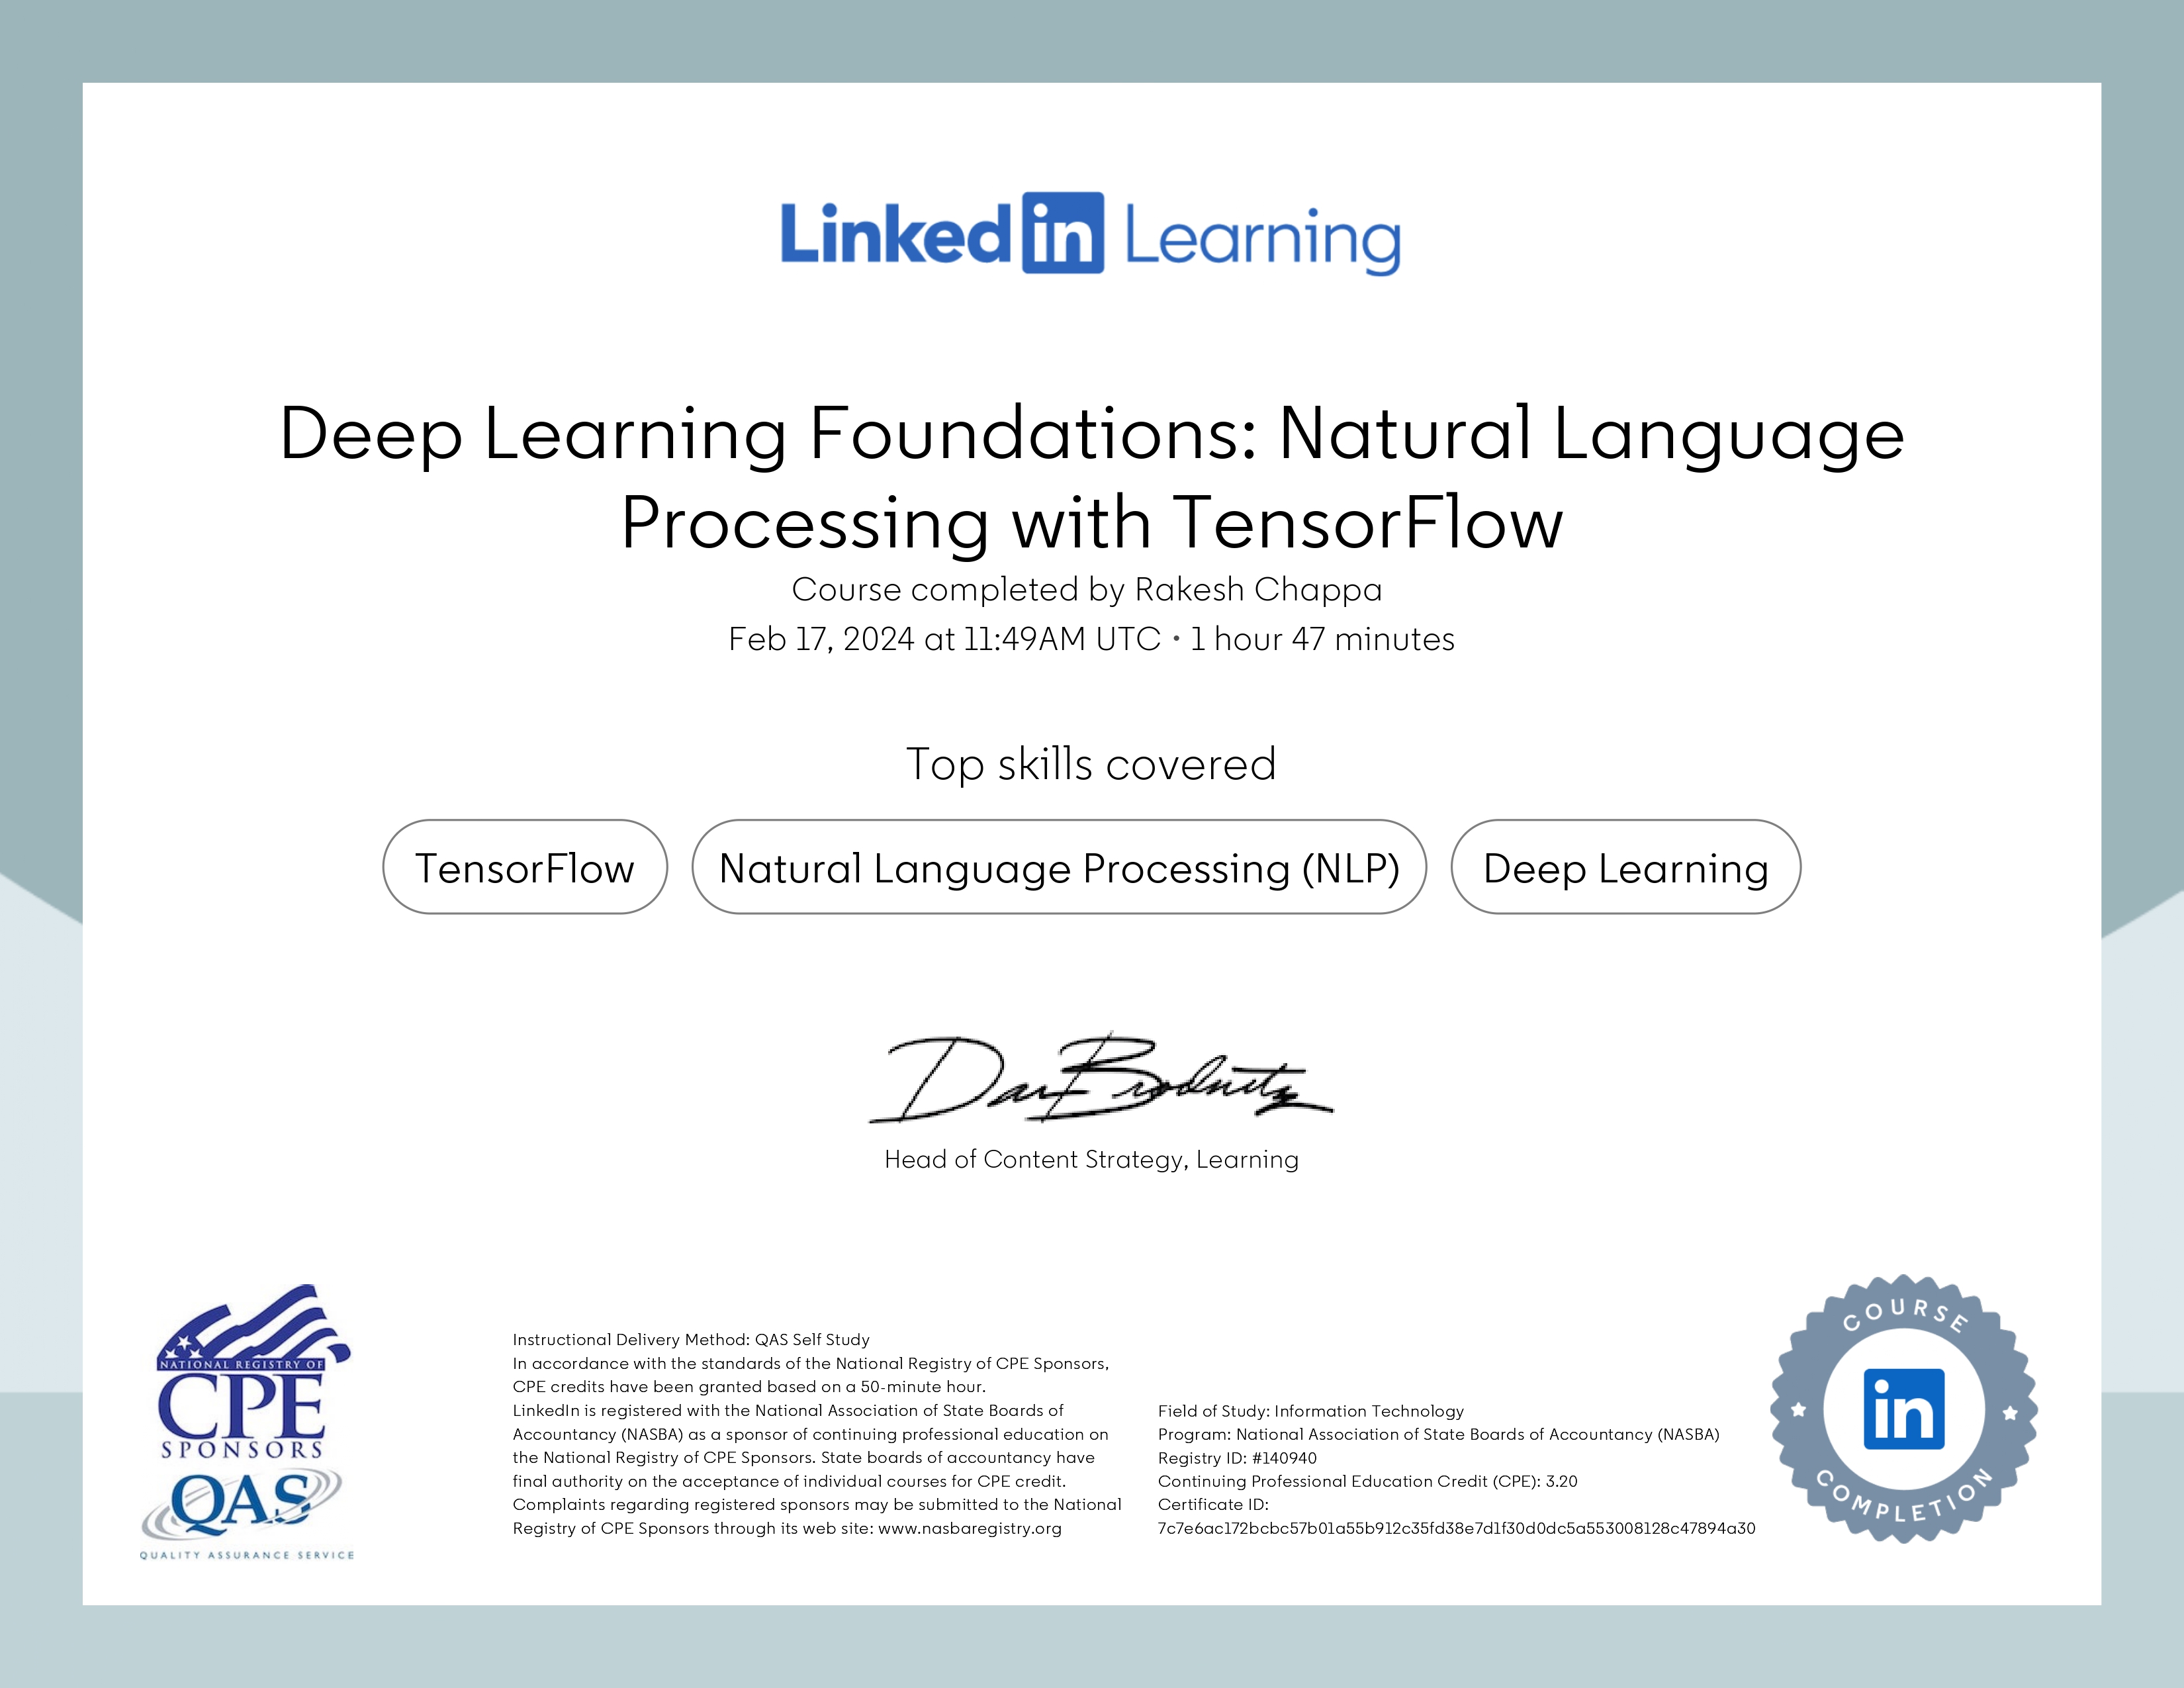 Linked in Learning
Deep Learning Foundations: Natural Language
Processing with TensorFlow
Course completed by Rakesh Chappa
Feb 17, 2024 at 11:49AM UTC • 1 hour 47 minutes
Top skills covered
TensorFlow
Natural Language Processing (NLP)
Deep Learning
Dan Brodnitz
Head of Content Strategy, Learning
NATIONAL REGISTRY OF
CPE
SPONSORS
QAS
QUALITY ASSURANCE SERVICE
Instructional Delivery Method: QAS Self Study
In accordance with the standards of the National Registry of CPE Sponsors,
CPE credits have been granted based on a 50-minute hour.
LinkedIn is registered with the National Association of State Boards of
Accountancy (NASBA) as a sponsor of continuing professional education on
the National Registry of CPE Sponsors. State boards of accountancy have
final authority on the acceptance of individual courses for CPE credit.
Complaints regarding registered sponsors may be submitted to the National
Registry of CPE Sponsors through its web site: www.nasbaregistry.org
Field of Study: Information Technology
Program: National Association of State Boards of Accountancy (NASBA)
Registry ID: #140940
Continuing Professional Education Credit (CPE): 3.20
Certificate ID:
7c7e6ac172bcbc57b01a55b912c35fd38e7d1f30d0dc5a553008128c47894a30
COURSE
in
COMPLETION